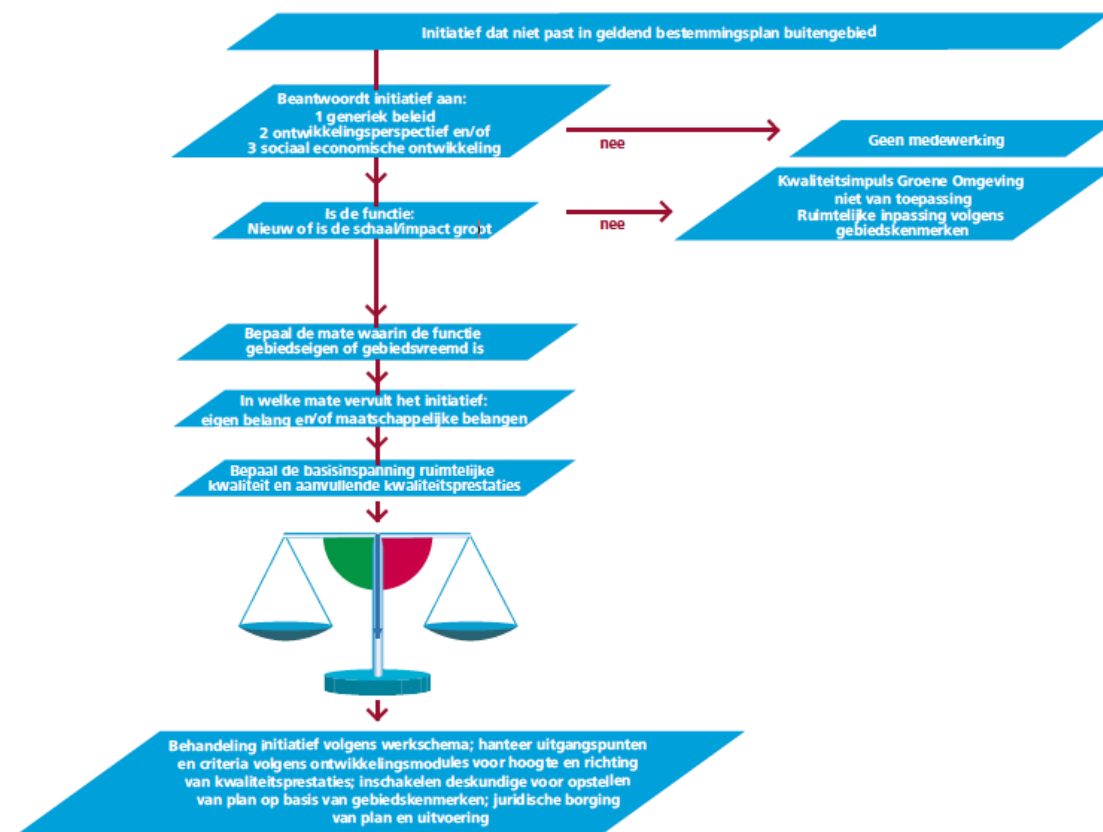 Initiatief dat niet past in geldend bestemmingsplan buitengebied
Beantwoordt initiatief aan:
1 generiek beleid
2 ontwikkelingsperspectief en/of
3 sociaal economische ontwikkeling
nee
Geen medewerking
Is de functie:
Nieuw of is de schaal/impact groot
nee
Kwaliteitsimpuls Groene Omgeving
niet van toepassing
Ruimtelijke inpassing volgens
gebiedskenmerken
Bepaal de mate waarin de functie
gebiedseigen of gebiedsvreemd is
In welke mate vervult het initiatief:
eigen belang en/of maatschappelijke belangen
Bepaal de basisinspanning ruimtelijke
kwaliteit en aanvullende kwaliteitsprestaties
Behandeling initiatief volgens werkschema; hanteer uitgangspunten
en criteria volgens ontwikkelingsmodules voor hoogte en richting
van kwaliteitsprestaties; inschakelen deskundige voor opstellen
van plan op basis van gebiedskenmerken; juridische borging
van plan en uitvoering